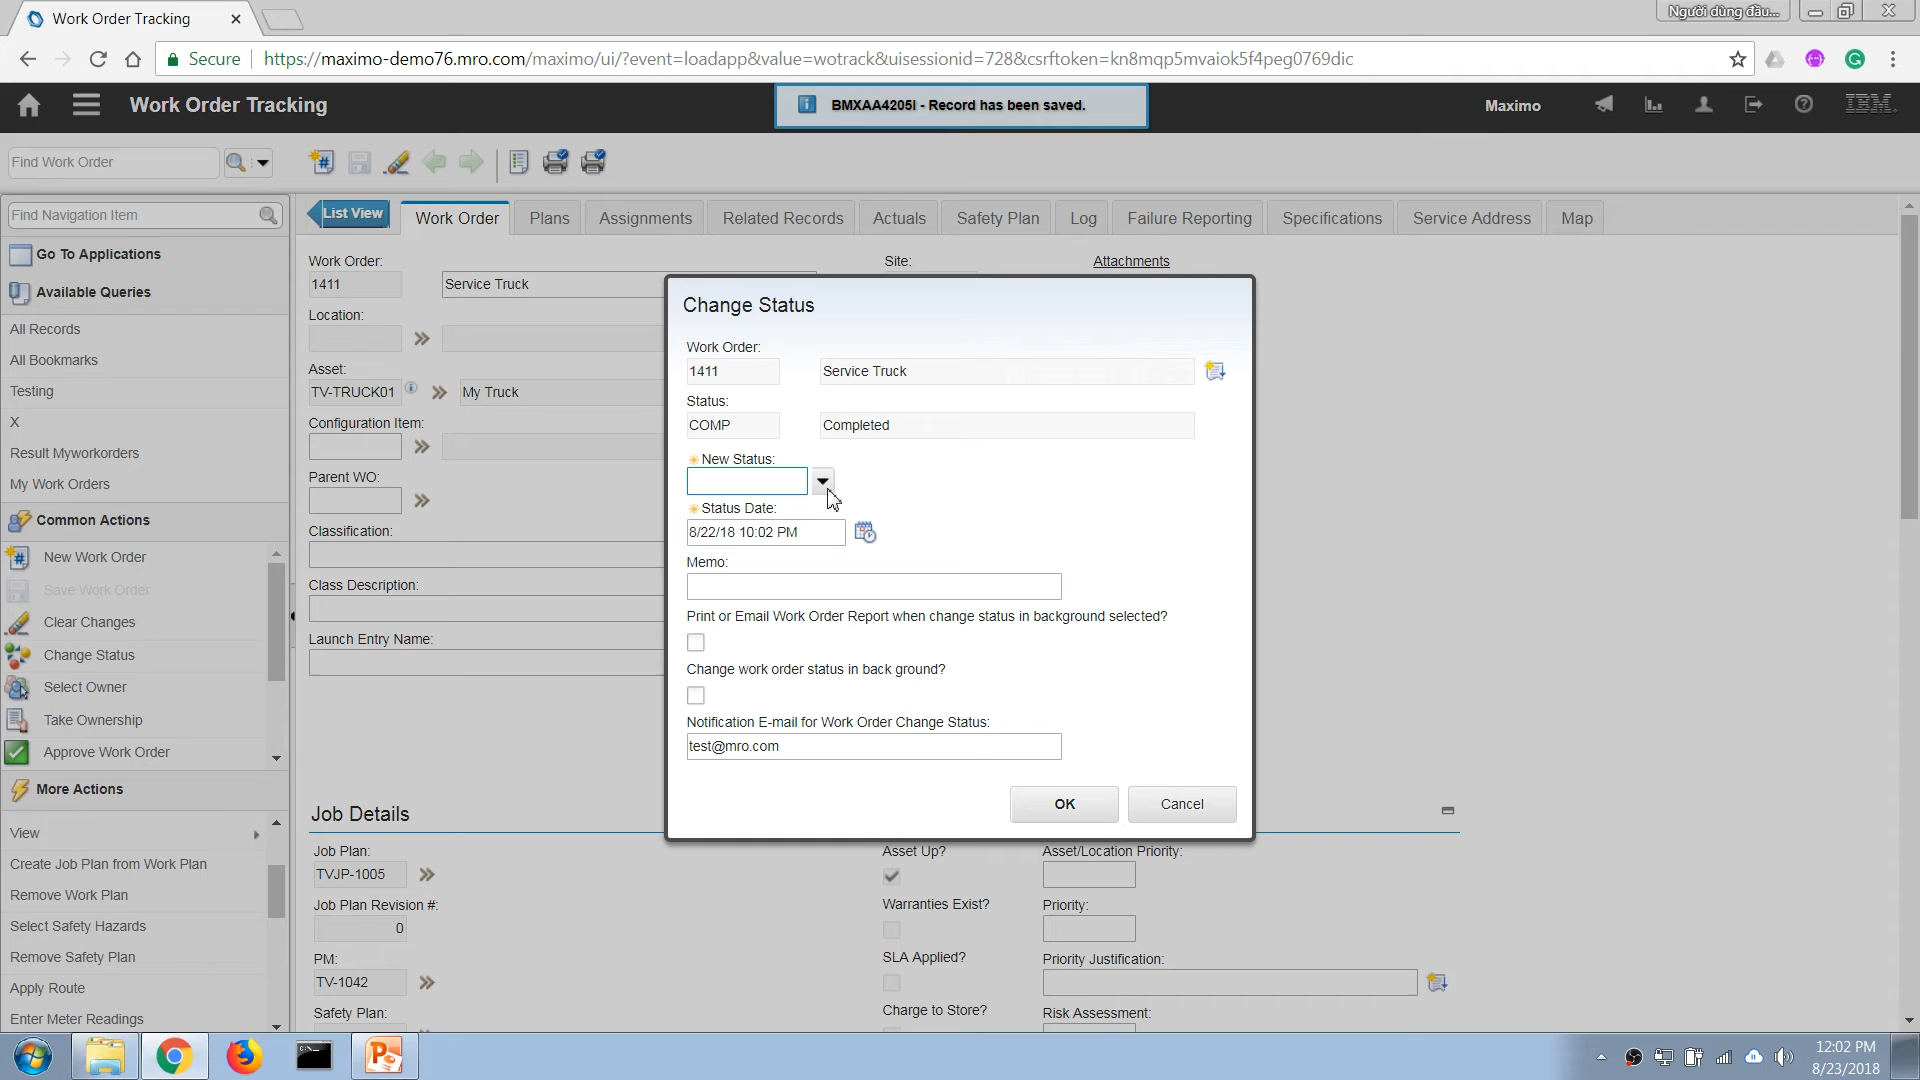 Work Order Tracking
Người dùng đầu...
Secure
https://maximo-demo76.mro.com/maximo/ui/?event=loadapp&value=wotrack&uisessionid=728&csrftoken=kn8mqp5mvaiok5f4peg0769dic
Work Order Tracking
BMXAA4205I - Record has been saved.
Maximo
IBM
Find Work Order
Find Navigation Item
Go To Applications
Available Queries
All Records
All Bookmarks
Testing
X
Result Myworkorders
My Work Orders
Common Actions
New Work Order
Save Work Order
Clear Changes
Change Status
Select Owner
Take Ownership
Approve Work Order
More Actions
View
Create Job Plan from Work Plan
Remove Work Plan
Select Safety Hazards
Remove Safety Plan
Apply Route
Enter Meter Readings
List View
Work Order
Plans
Assignments
Related Records
Actuals
Safety Plan
Log
Failure Reporting
Specifications
Service Address
Map
Work Order:
1411
Service Truck
Site:
Attachments
Location:
Asset:
TV-TRUCK01
My Truck
Configuration Item:
Parent WO:
Classification:
Class Description:
Launch Entry Name:
Change Status
Work Order:
1411
Service Truck
Status:
COMP
Completed
New Status:
Status Date:
8/22/18 10:02 PM
Memo:
Print or Email Work Order Report when change status in background selected?
Change work order status in back ground?
Notification E-mail for Work Order Change Status:
test@mro.com
OK
Cancel
Job Details
Job Plan:
TVJP-1005
Job Plan Revision #:
0
PM:
TV-1042
Safety Plan:
Asset Up?
Warranties Exist?
SLA Applied?
Charge to Store?
Asset/Location Priority:
Priority:
Priority Justification:
Risk Assessment:
12:02 PM
8/23/2018